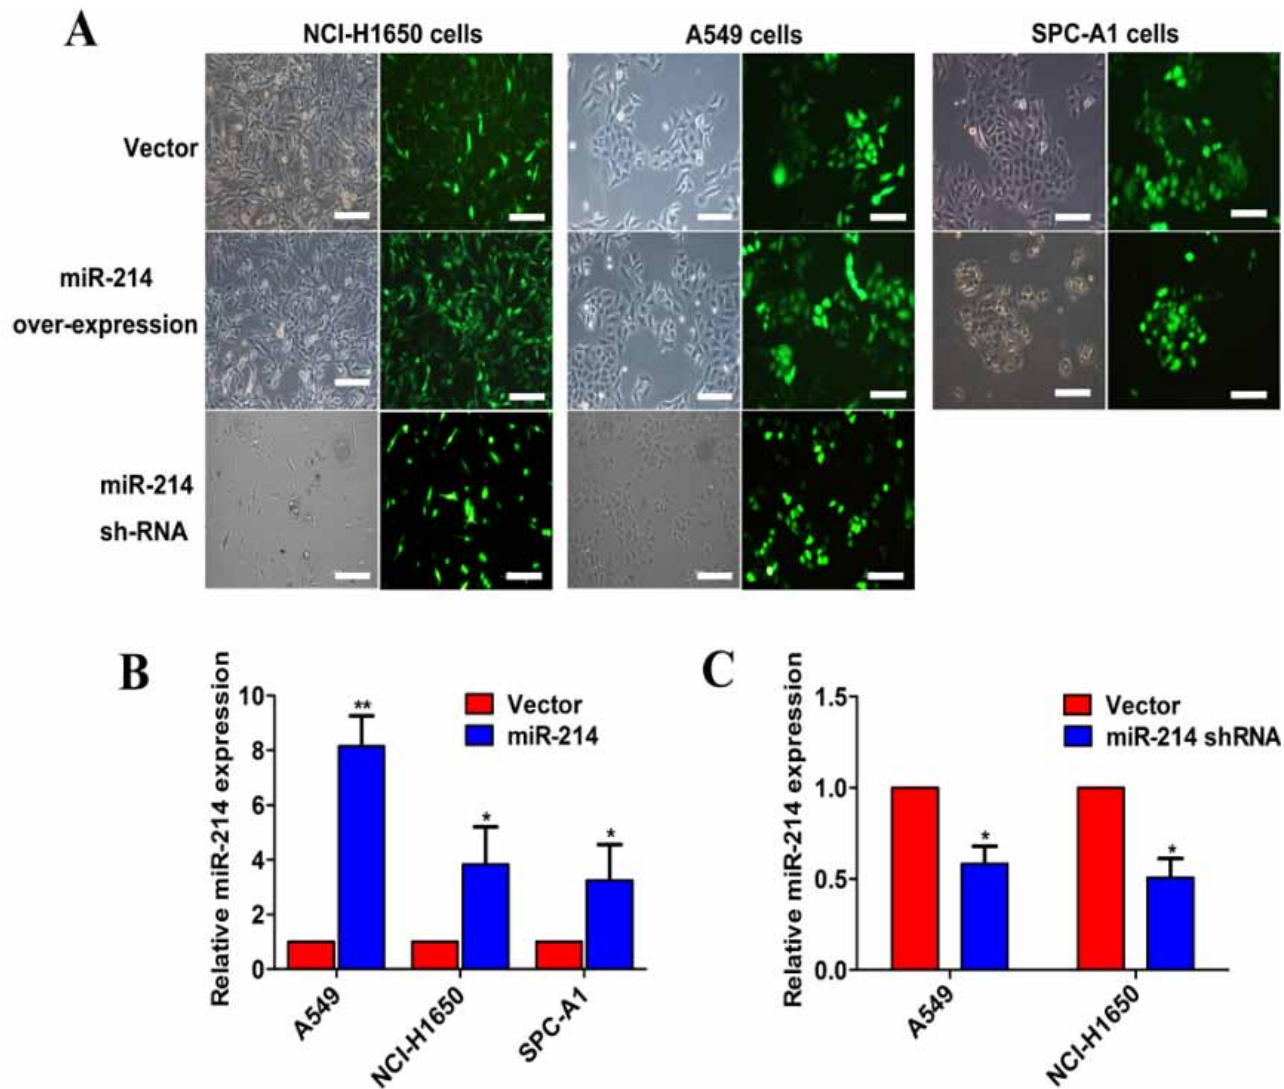 A
NCI-H1650 cells
A549 cells
SPC-A1 cells
Vector
miR-214
over-expression
miR-214
sh-RNA
B
Relative miR-214 expression
10
8
6
4
2
0
**
*
*
Vector
miR-214
A549
NCI-H1650
SPC-A1
C
Relative miR-214 expression
1.5
1.0
0.5
0.0
*
*
Vector
miR-214 shRNA
A549
NCI-H1650